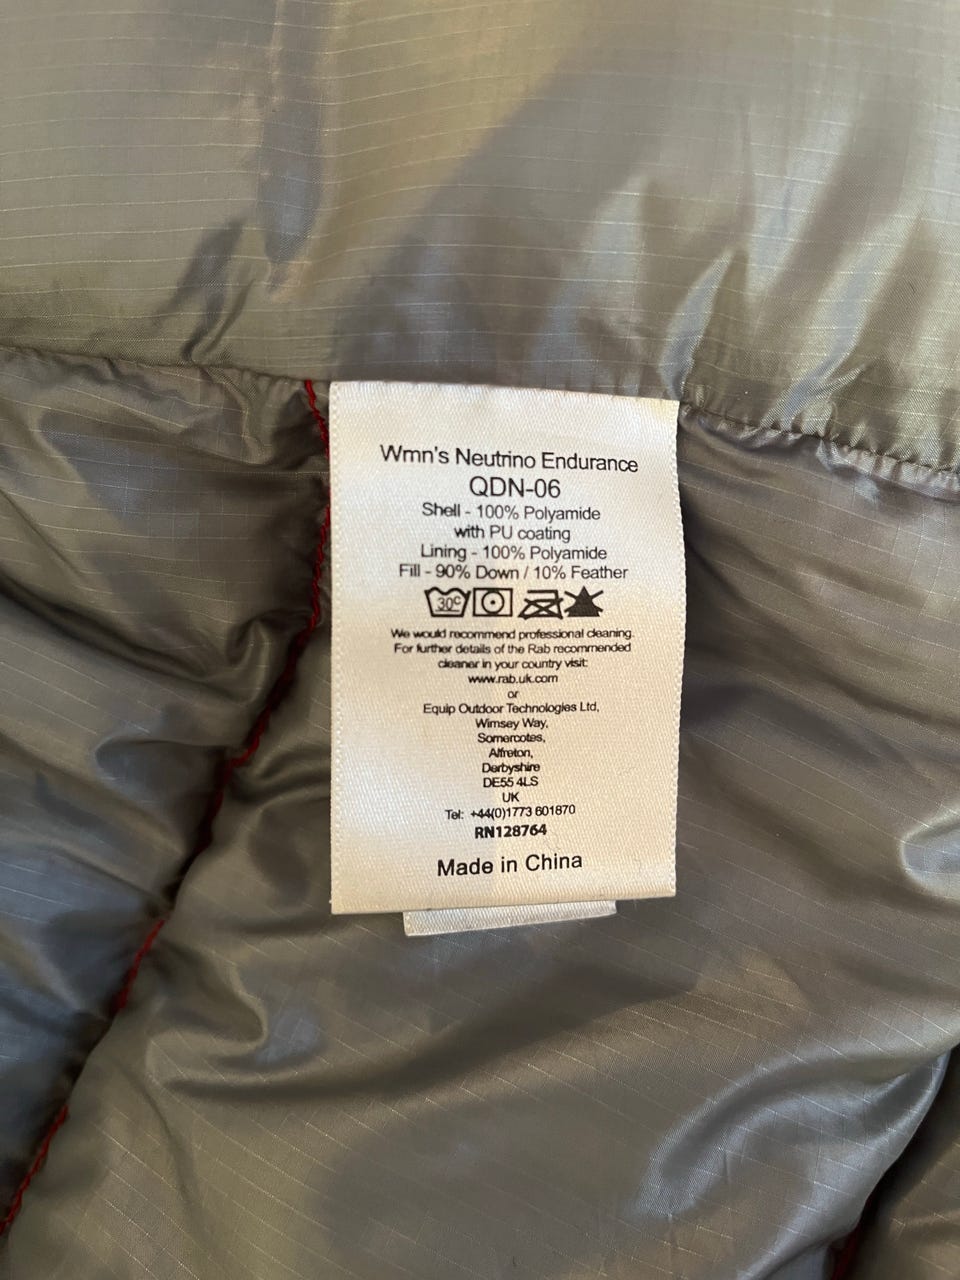 Wmn's Neutrino Endurance
QDN-06
Shell - 100% Polyamide
with PU coating
Lining - 100% Polyamide
Fill - 90% Down / 10% Feather
30c
We would recommend professional cleaning.
For further details of the Rab recommended
cleaner in your country visit:
www.rab.uk.com
or
Equip Outdoor Technologies Ltd,
Wimsey Way,
Somercotes,
Alfreton,
Derbyshire
DE55 4LS
UK
Tel: +44(0)1773 601870
RN128764
Made in China